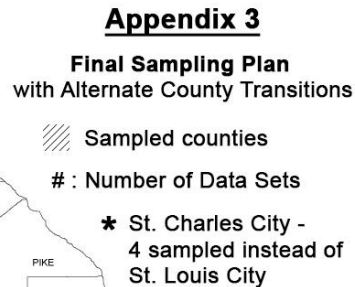 Appendix 3
Final Sampling Plan
with Alternate County Transitions
Sampled counties
# : Number of Data Sets
* St. Charles City -
4 sampled instead of
St. Louis City
PIKE